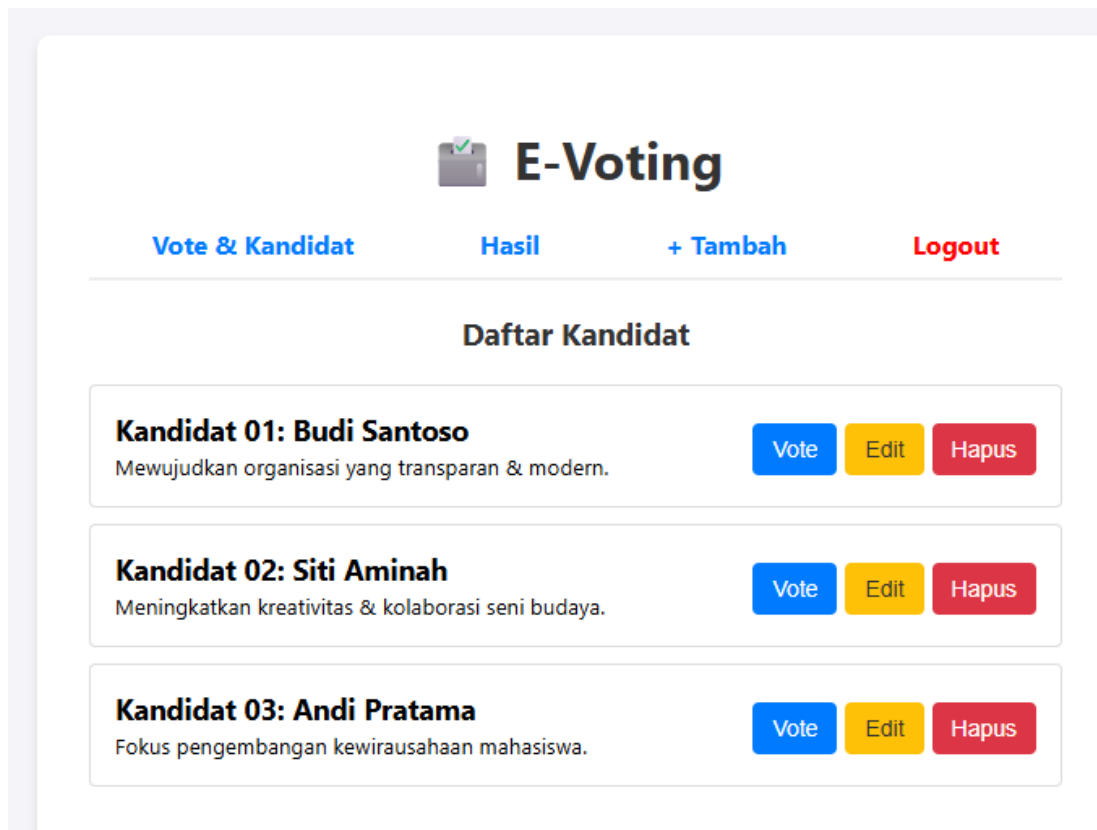 E-Voting
Vote & Kandidat Hasil + Tambah Logout
Daftar Kandidat
Kandidat 01: Budi Santoso
Mewujudkan organisasi yang transparan & modern.
Vote Edit Hapus
Kandidat 02: Siti Aminah
Meningkatkan kreativitas & kolaborasi seni budaya.
Vote Edit Hapus
Kandidat 03: Andi Pratama
Fokus pengembangan kewirausahaan mahasiswa.
Vote Edit Hapus